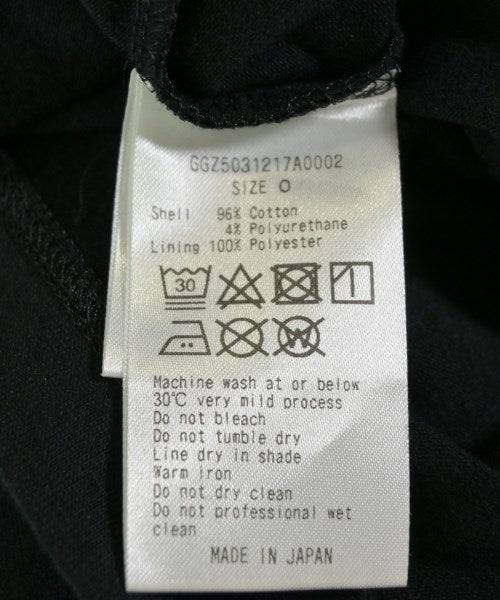 GGZ5031217A0002
SIZE O
Shell 96% Cotton
4% Polyurethane
Lining 100% Polyester
30
W
Machine wash at or below
30℃ very mild process
Do not bleach
Do not tumble dry
Line dry in shade
Warm iron
Do not dry clean
Do not professional wet
clean
MADE IN JAPAN